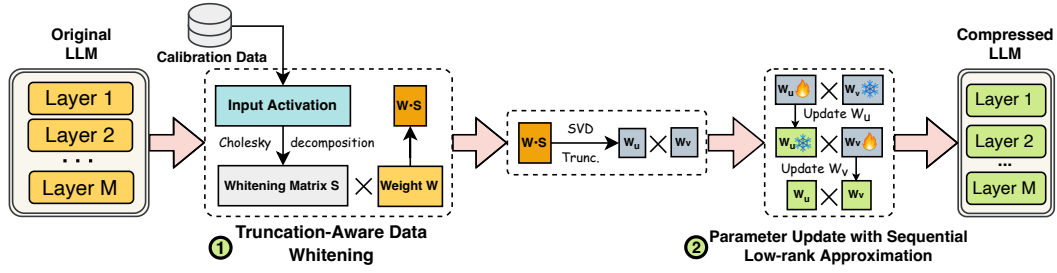 Original
LLM
Layer 1
Layer 2
...
Layer M
Calibration Data
Input Activation
Cholesky decomposition
Whitening Matrix S × Weight W
W·S
1 Truncation-Aware Data
Whitening
W·S
SVD
Trunc.
Wu × Wv
Wu × Wv
Update Wu
Wu × Wv
Update Wv
Wu × Wv
2 Parameter Update with Sequential
Low-rank Approximation
Compressed
LLM
Layer 1
Layer 2
...
Layer M